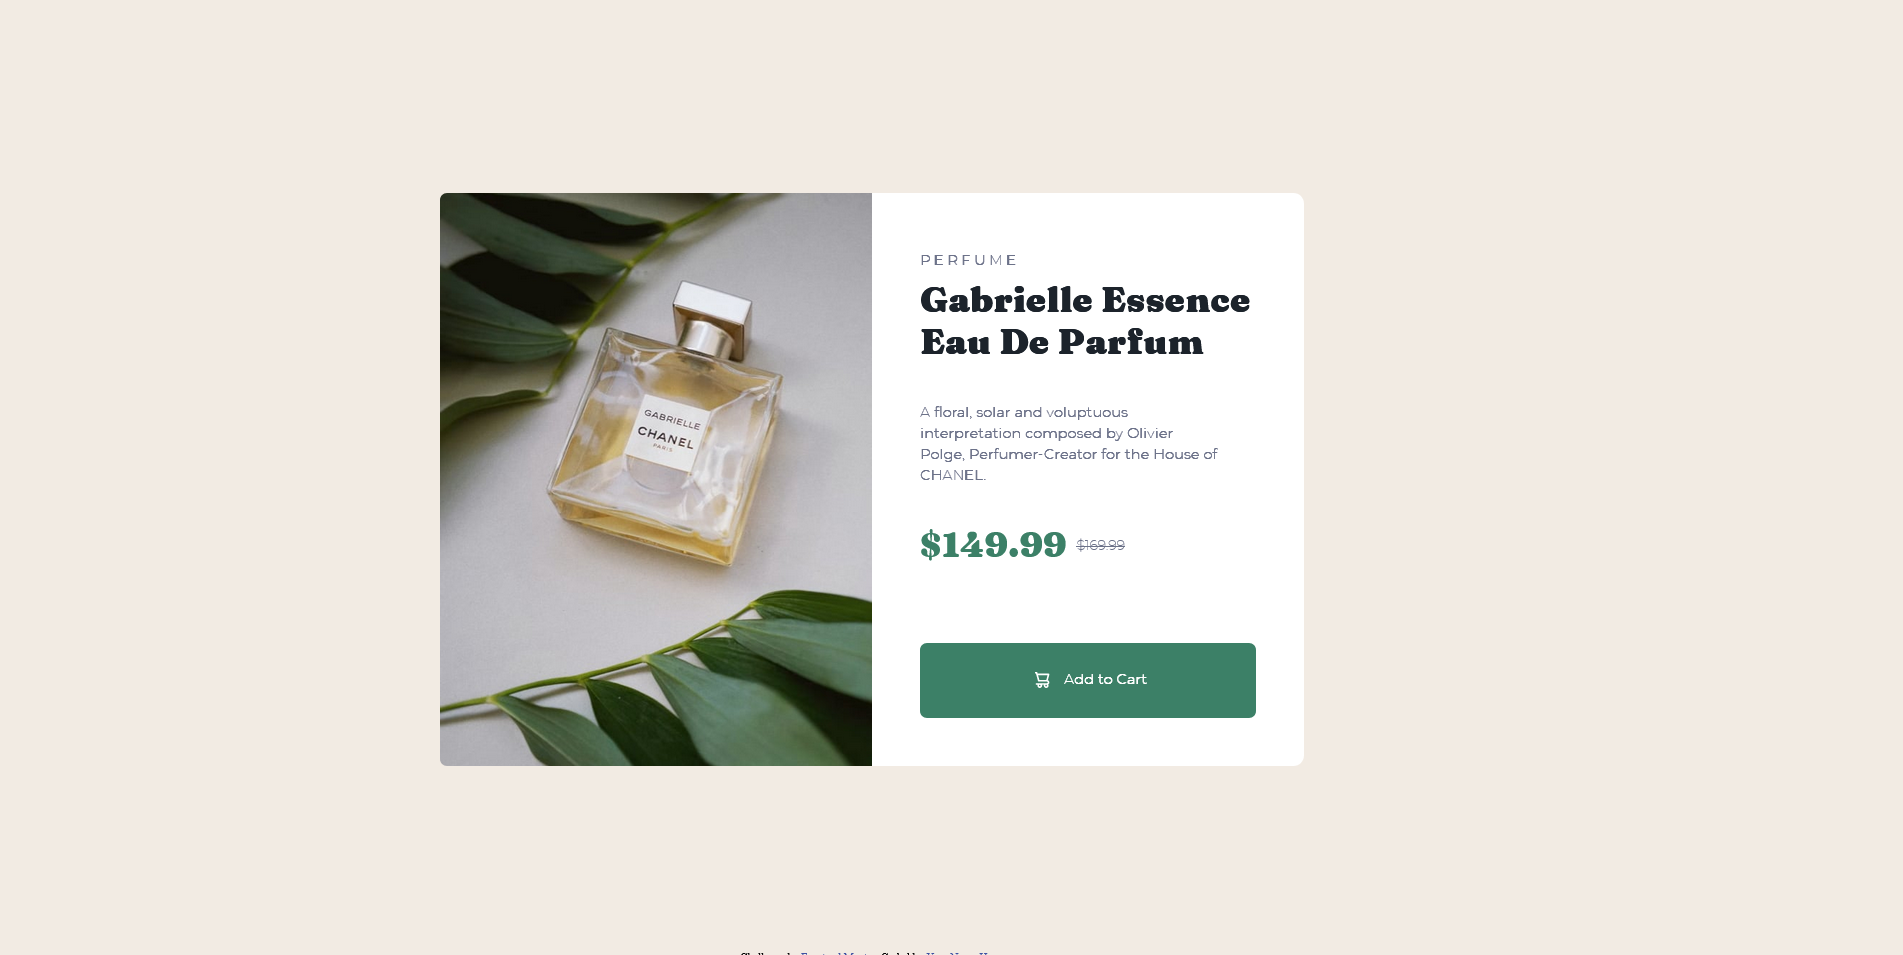 PERFUME
Gabrielle Essence
Eau De Parfum
GABRIELLE
CHANEL
PARIS
A floral, solar and voluptuous
interpretation composed by Olivier
Polge, Perfumer-Creator for the House of
CHANEL.
$149.99 $169.99
Add to Cart